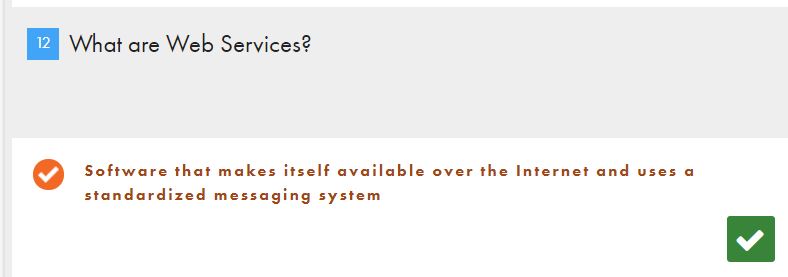 12 What are Web Services?
Software that makes itself available over the Internet and uses a
standardized messaging system